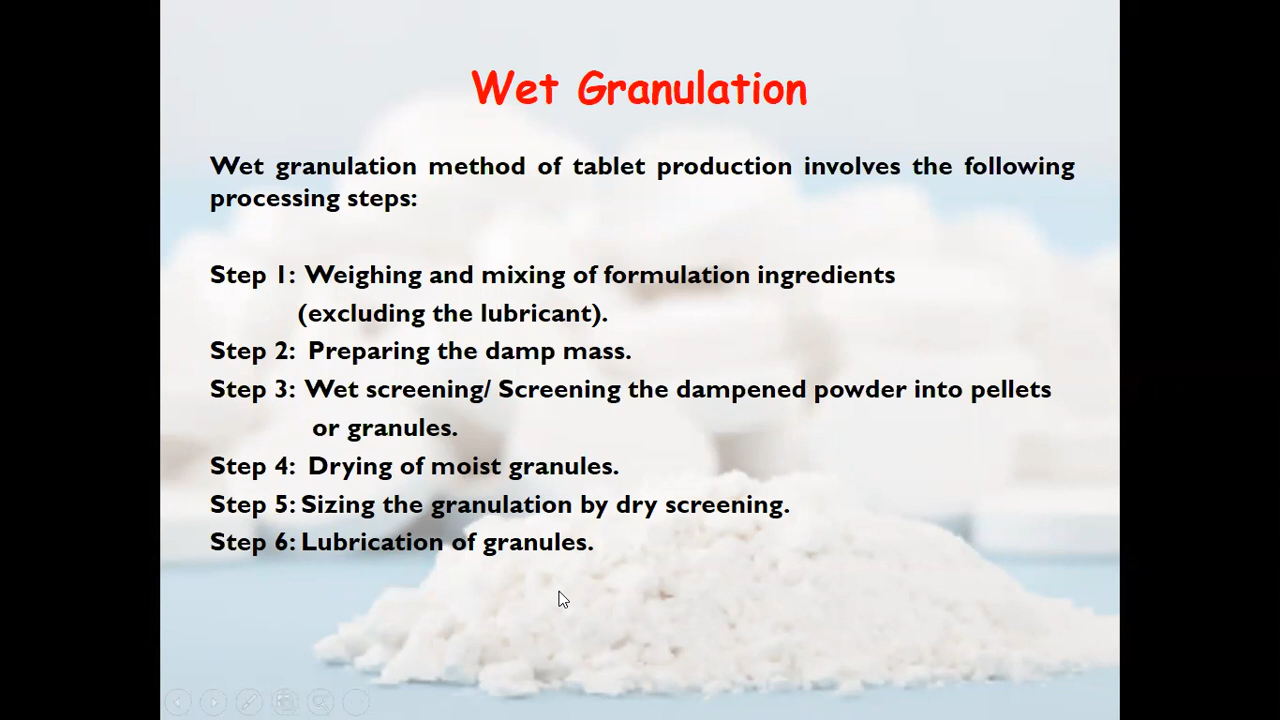 Wet Granulation
Wet granulation method of tablet production involves the following
processing steps:
Step 1: Weighing and mixing of formulation ingredients
(excluding the lubricant).
Step 2: Preparing the damp mass.
Step 3: Wet screening/ Screening the dampened powder into pellets
or granules.
Step 4: Drying of moist granules.
Step 5: Sizing the granulation by dry screening.
Step 6: Lubrication of granules.